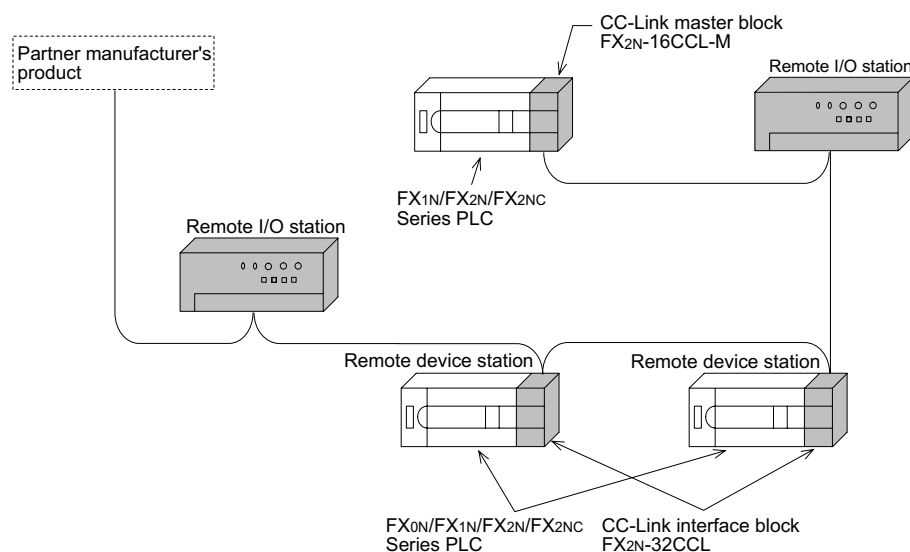 CC-Link master block
FX2N-16CCL-M
Partner manufacturer's
product
Remote I/O station
FX1N/FX2N/FX2NC
Series PLC
Remote I/O station
Remote device station
Remote device station
FX0N/FX1N/FX2N/FX2NC
Series PLC
CC-Link interface block
FX2N-32CCL